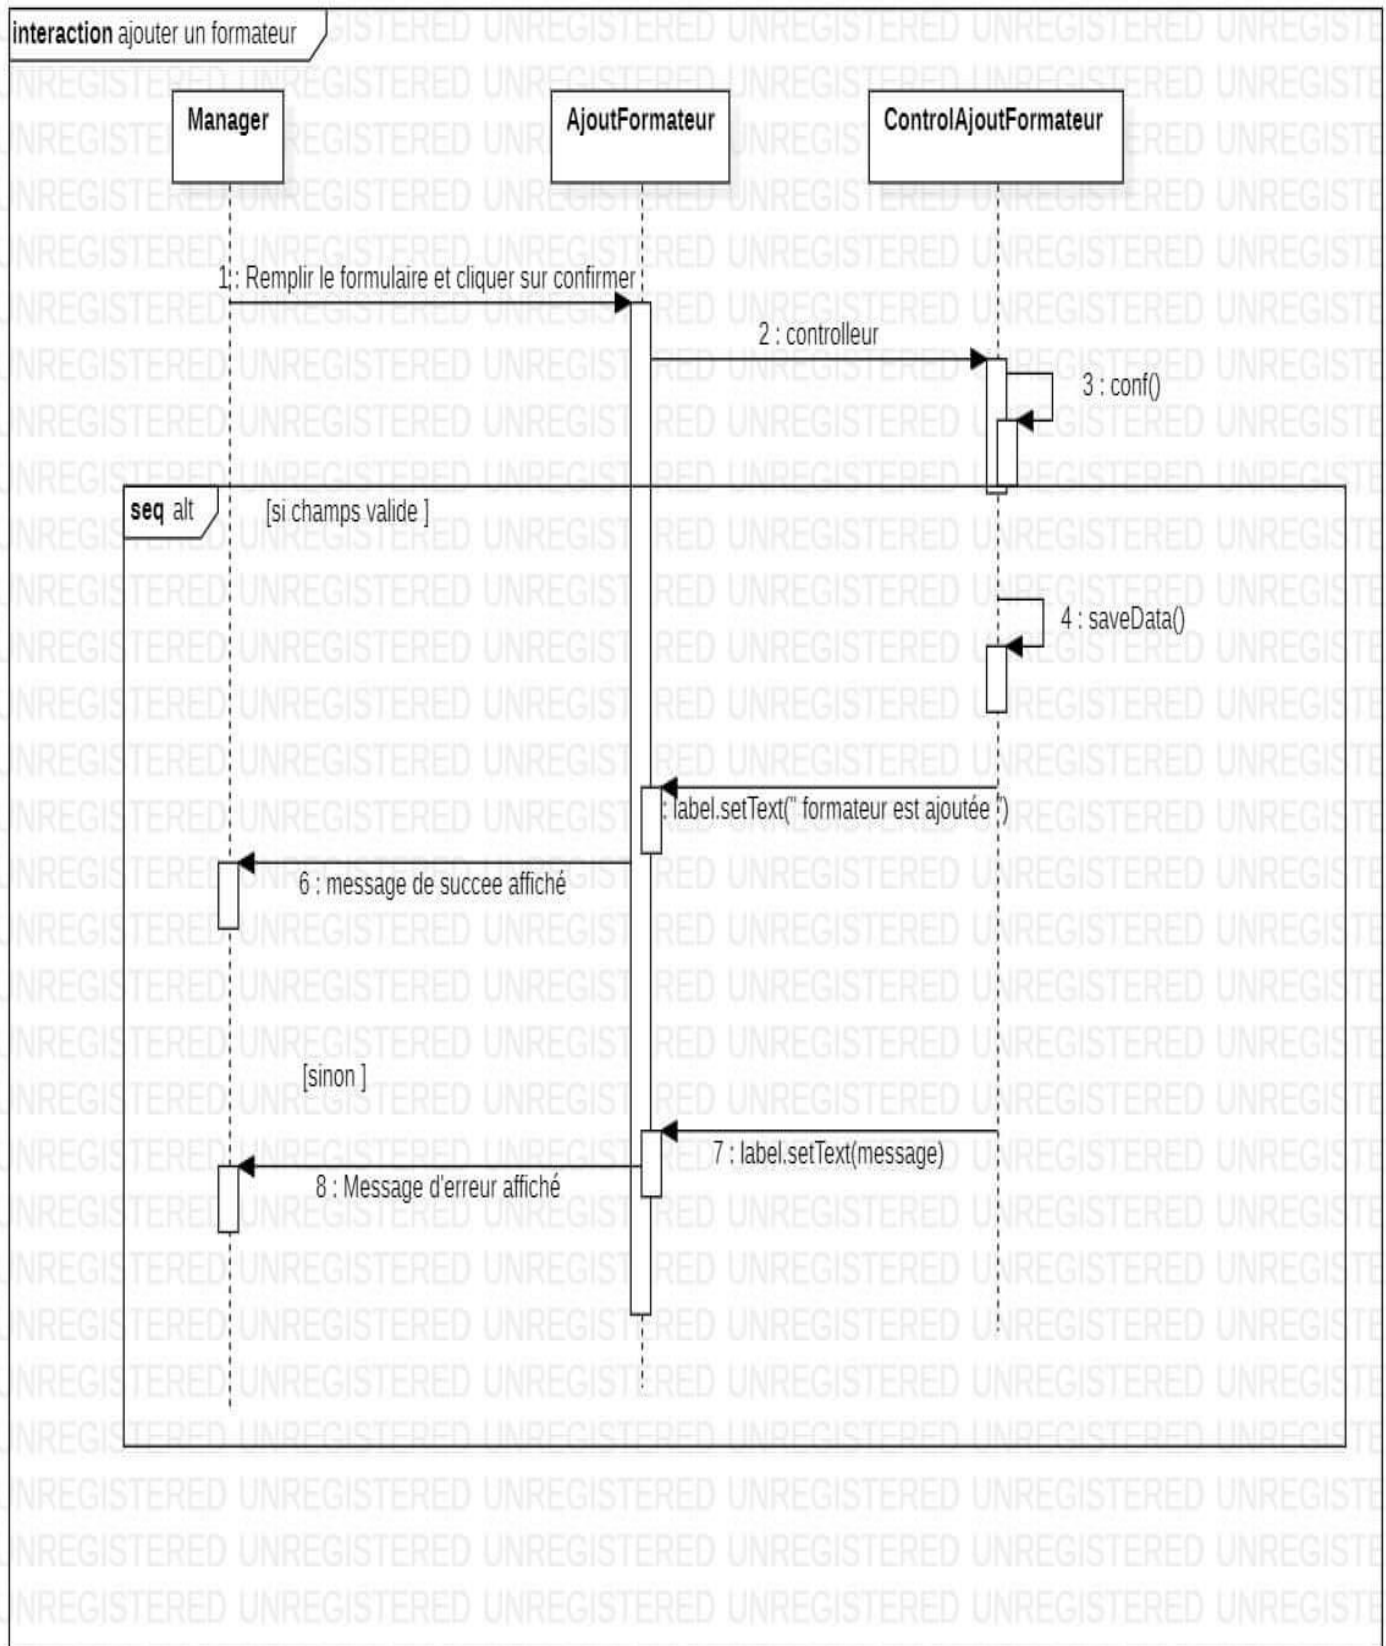 interaction ajouter un formateur
Manager
AjoutFormateur
ControlAjoutFormateur
1 : Remplir le formulaire et cliquer sur confirmer
2 : controlleur
3 : conf()
seq alt
[si champs valide ]
4 : saveData()
: label.setText(" formateur est ajoutée ")
6 : message de succee affiché
[sinon ]
7 : label.setText(message)
8 : Message d'erreur affiché
UNREGISTERED